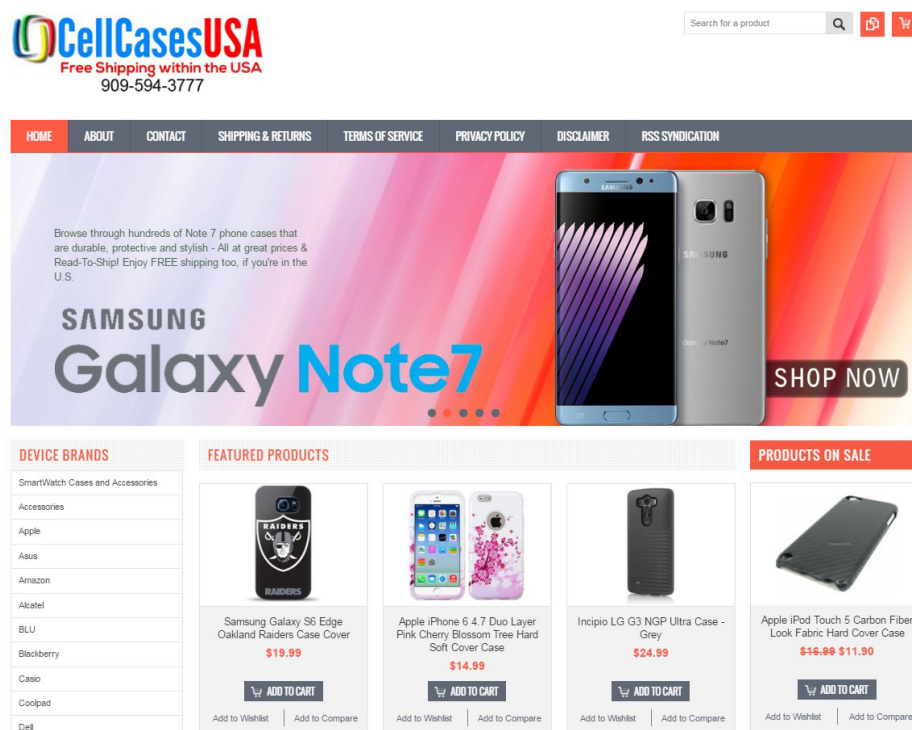 CellCasesUSA
Free Shipping within the USA
909-594-3777
Search for a product
HOME ABOUT CONTACT SHIPPING & RETURNS TERMS OF SERVICE PRIVACY POLICY DISCLAIMER RSS SYNDICATION
Browse through hundreds of Note 7 phone cases that
are durable, protective and stylish - All at great prices &
Read-To-Ship! Enjoy FREE shipping too, if you're in the
U.S.
SAMSUNG
Galaxy Note7
SAMSUNG
SAMSUNG
Galaxy Note7
SHOP NOW
DEVICE BRANDS
SmartWatch Cases and Accessories
Accessories
Apple
Asus
Amazon
Alcatel
BLU
Blackberry
Casio
Coolpad
Dell
FEATURED PRODUCTS
RAIDERS
RAIDERS
Samsung Galaxy S6 Edge
Oakland Raiders Case Cover
$19.99
ADD TO CART
Add to Wishlist Add to Compare
Apple iPhone 6 4.7 Duo Layer
Pink Cherry Blossom Tree Hard
Soft Cover Case
$14.99
ADD TO CART
Add to Wishlist Add to Compare
Incipio LG G3 NGP Ultra Case -
Grey
$24.99
ADD TO CART
Add to Wishlist Add to Compare
PRODUCTS ON SALE
Apple iPod Touch 5 Carbon Fiber
Look Fabric Hard Cover Case
$16.99 $11.90
ADD TO CART
Add to Wishlist Add to Compare